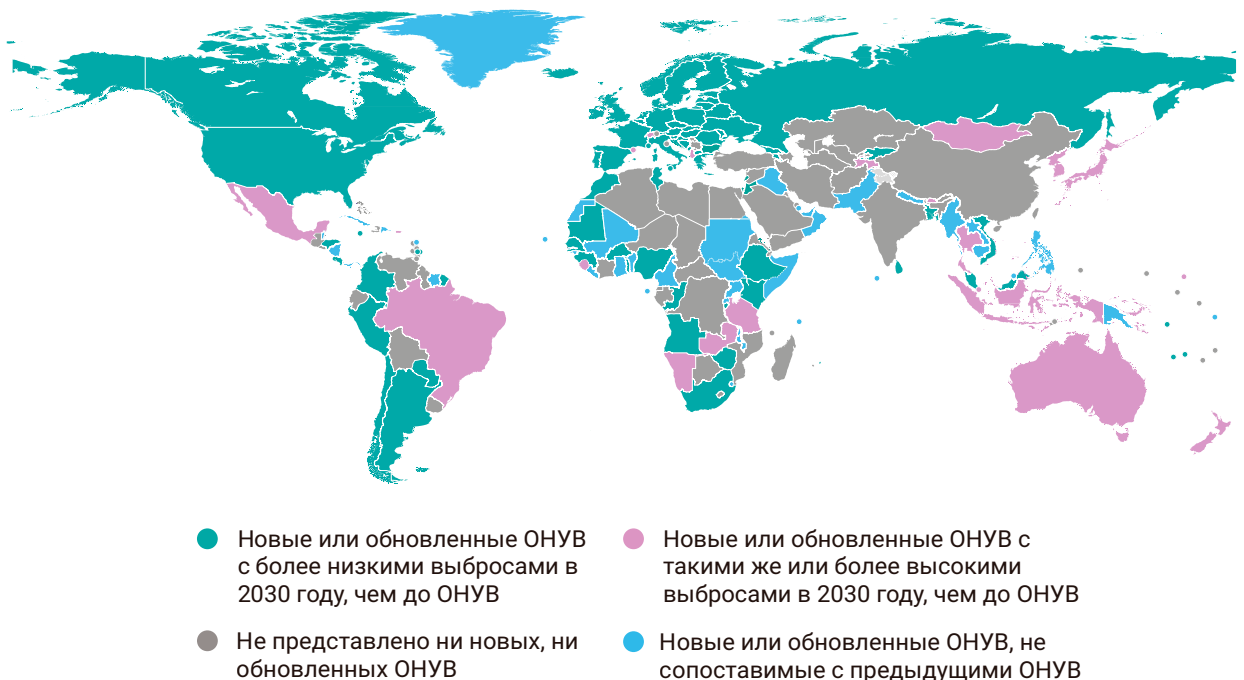 Новые или обновленные ОНУВ
с более низкими выбросами в
2030 году, чем до ОНУВ
Новые или обновленные ОНУВ с
такими же или более высокими
выбросами в 2030 году, чем до ОНУВ
Не представлено ни новых, ни
обновленных ОНУВ
Новые или обновленные ОНУВ, не
сопоставимые с предыдущими ОНУВ